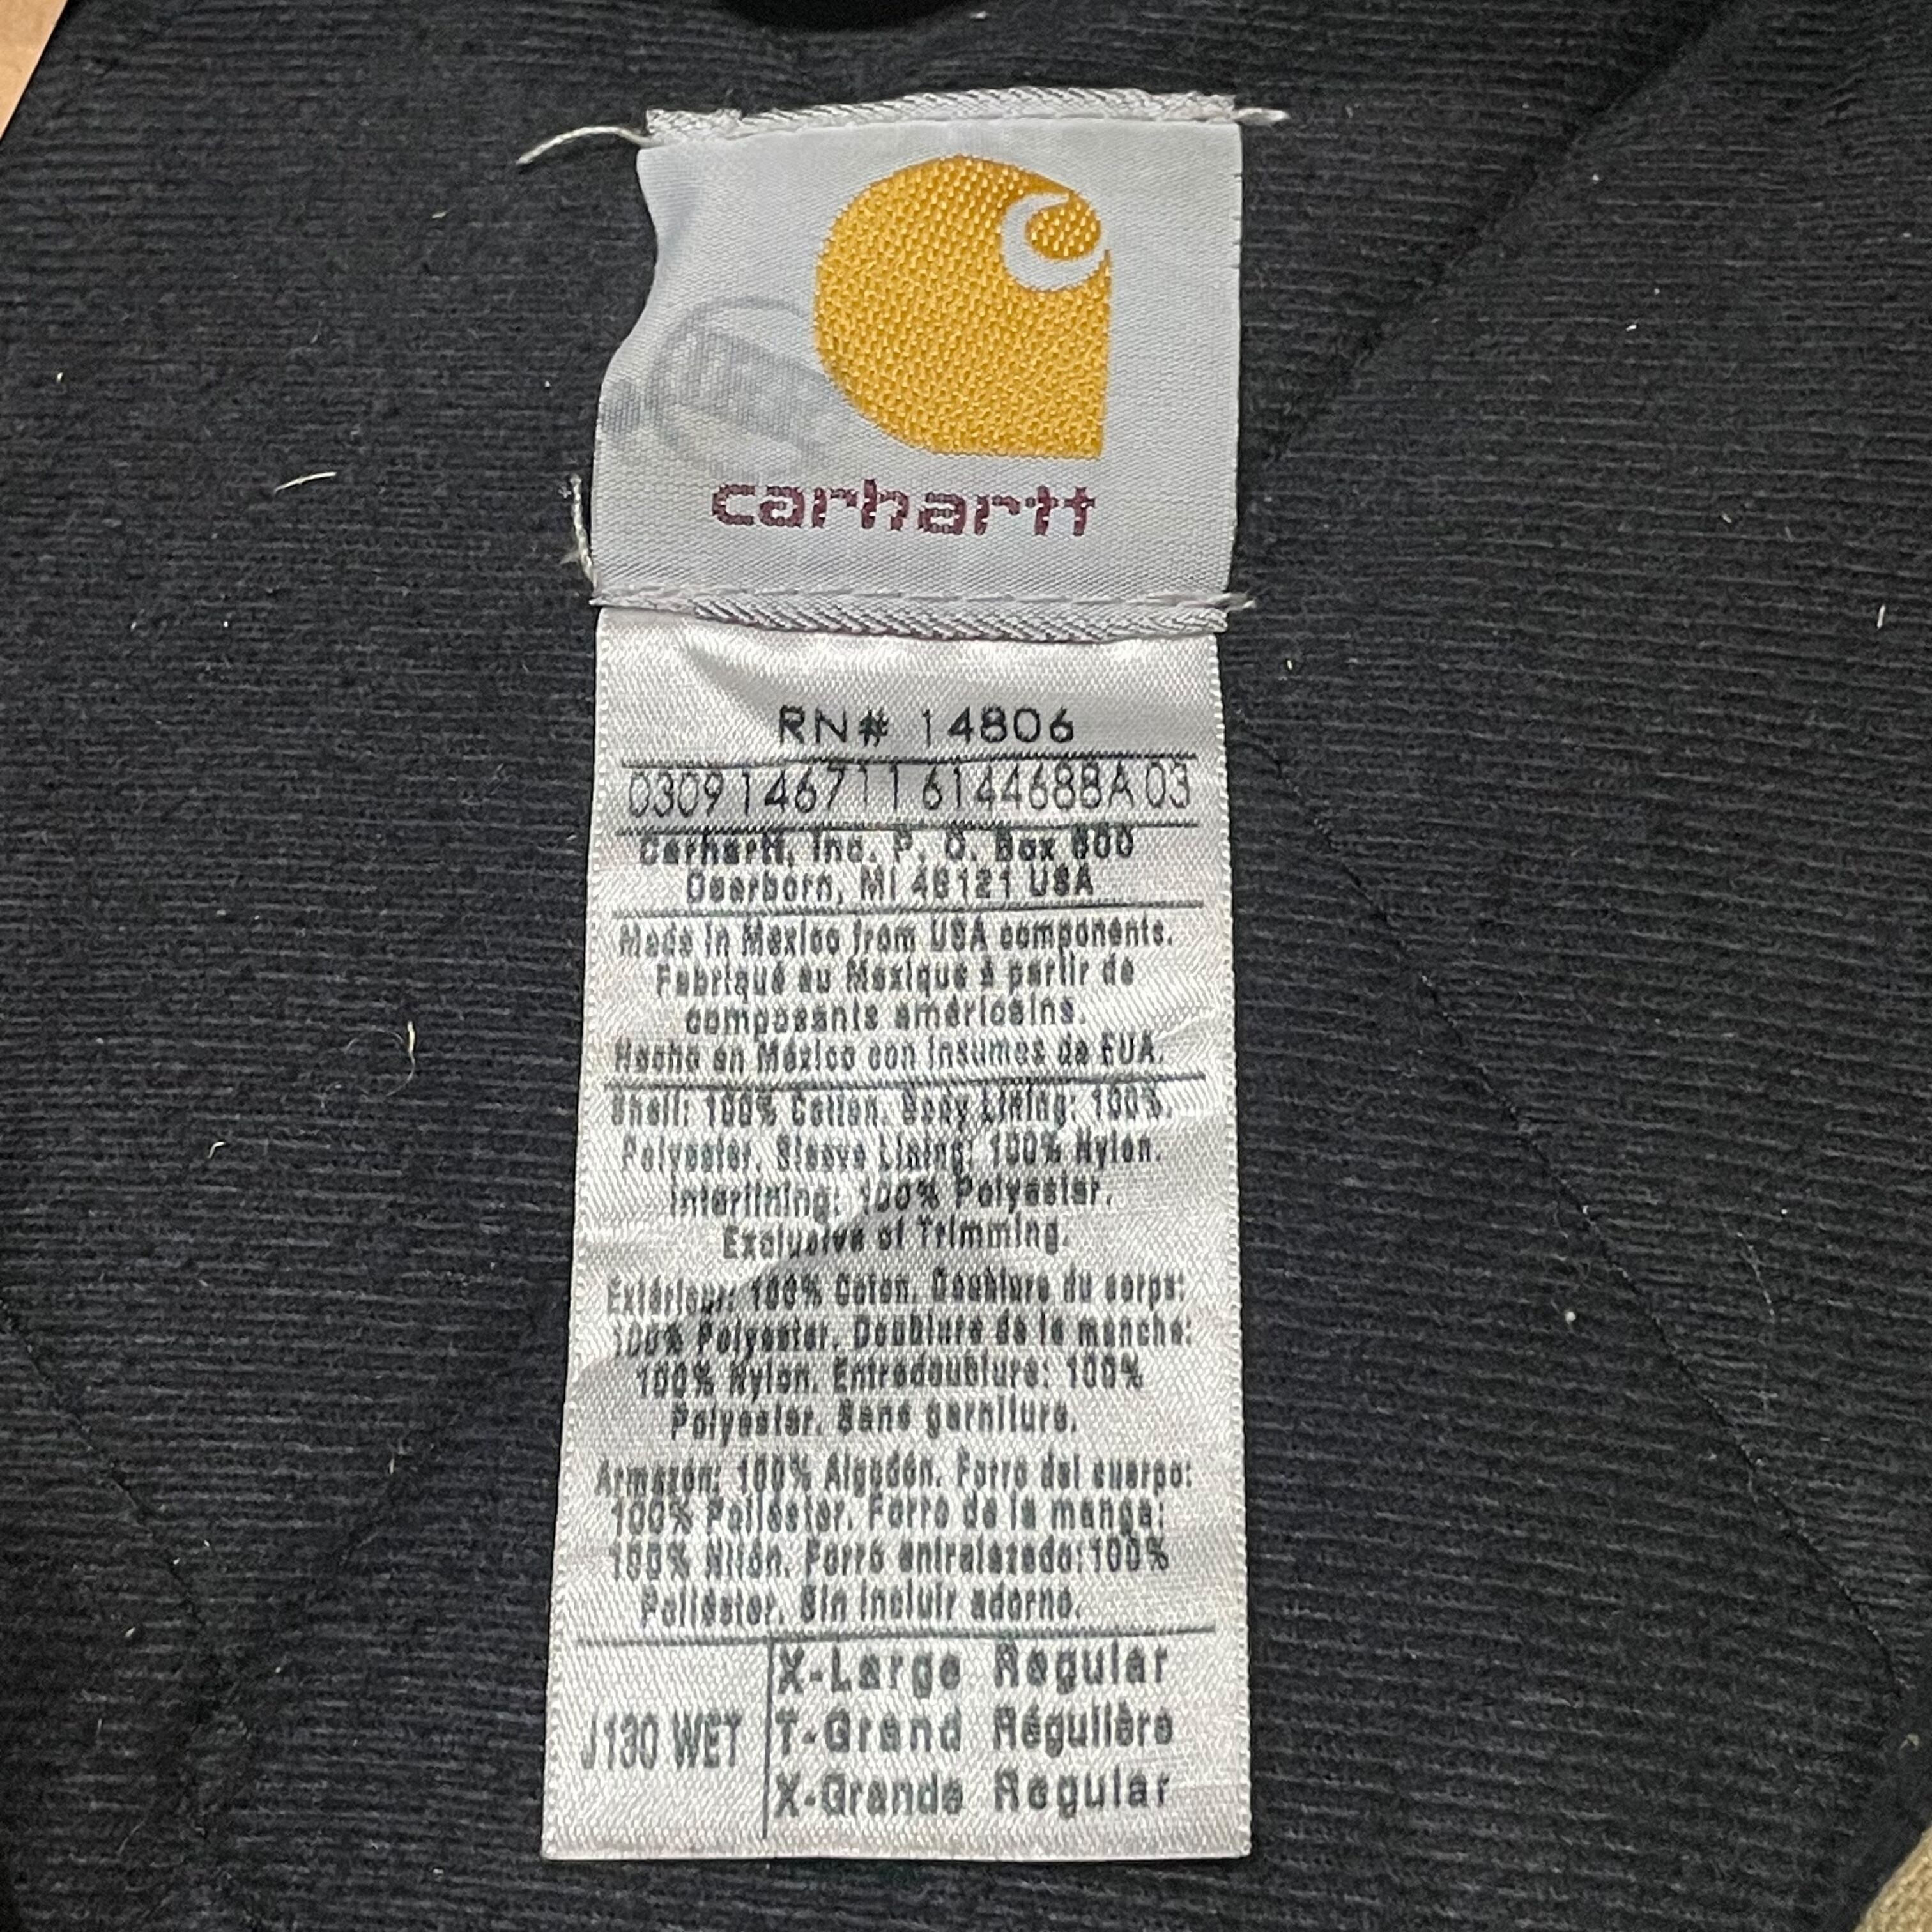 carhartt
RN# 14806
0309 146711 6144688A 03
Carhartt, Inc. P. O. Box 600
Dearborn, MI 48121 USA
Made in Mexico from USA components.
Fabriqué au Mexique à partir de
composants américains.
Hecho en México con insumos de EUA.
Shell: 100% Cotton. Body Lining: 100%
Polyester. Sleeve Lining: 100% Nylon.
Interlining: 100% Polyester.
Exclusive of Trimming.
Extérieur: 100% Coton. Doublure du corps:
100% Polyester. Doublure de la manche:
100% Nylon. Entredoublure: 100%
Polyester. Sans garniture.
Armazon: 100% Algodón. Forro del cuerpo:
100% Poliéster. Forro de la manga:
100% Nilón. Forro entrelazado: 100%
Poliéster. Sin incluir adorno.
J130 WET
X-Large Regular
T-Grand Régulière
X-Grande Regular